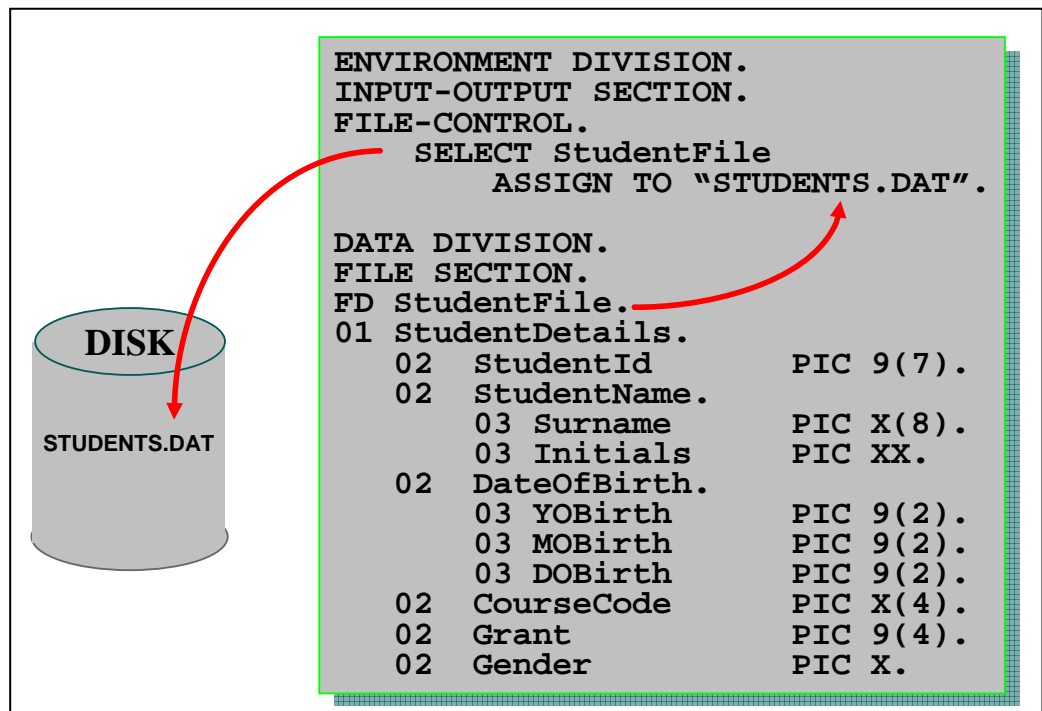 ENVIRONMENT DIVISION.
INPUT-OUTPUT SECTION.
FILE-CONTROL.
SELECT StudentFile
ASSIGN TO “STUDENTS.DAT”.
DATA DIVISION.
FILE SECTION.
FD StudentFile.
01 StudentDetails.
02 StudentId PIC 9(7).
02 StudentName.
03 Surname PIC X(8).
03 Initials PIC XX.
02 DateOfBirth.
03 YOBirth PIC 9(2).
03 MOBirth PIC 9(2).
03 DOBirth PIC 9(2).
02 CourseCode PIC X(4).
02 Grant PIC 9(4).
02 Gender PIC X.
DISK
STUDENTS.DAT